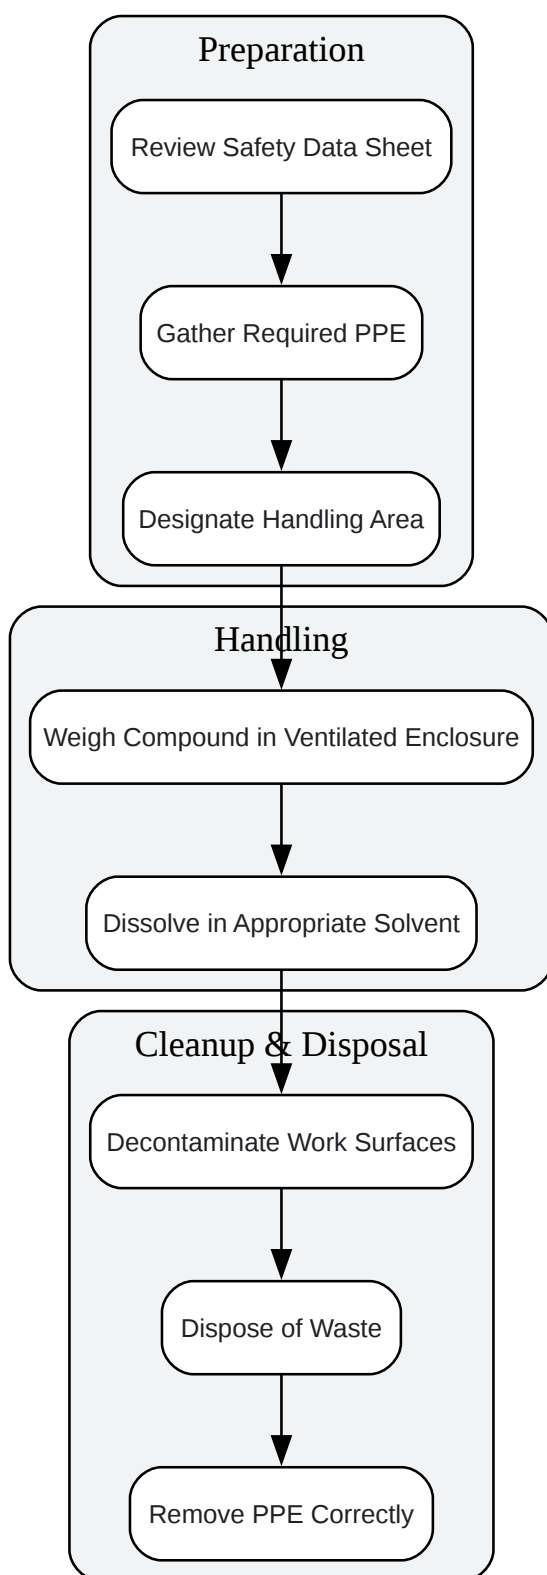 Preparation
Review Safety Data Sheet
Gather Required PPE
Designate Handling Area
Handling
Weigh Compound in Ventilated Enclosure
Dissolve in Appropriate Solvent
Cleanup & Disposal
Decontaminate Work Surfaces
Dispose of Waste
Remove PPE Correctly